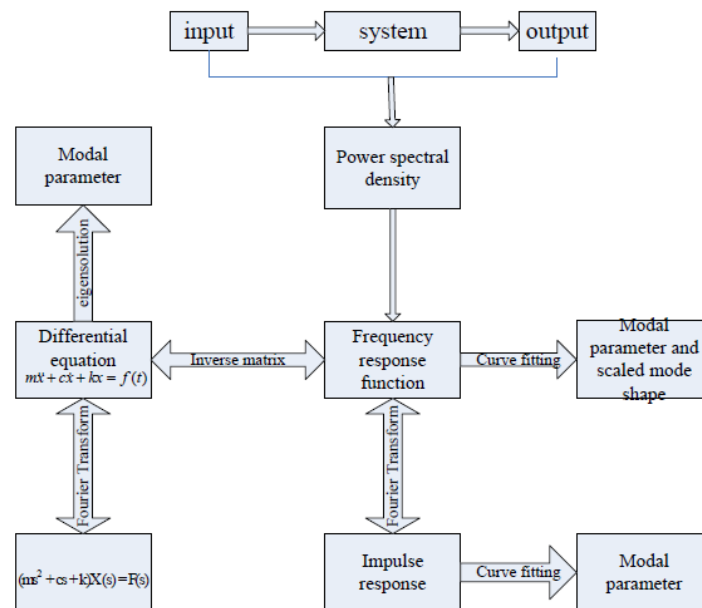 input
system
output
Modal
parameter
Power spectral
density
eigensolution
Differential
equation
mẍ + cẋ + kx = f(t)
Inverse matrix
Frequency
response
function
Curve fitting
Modal
parameter and
scaled mode
shape
Fourier Transform
Fourier Transform
(ms² + cs + k)X(s) = F(s)
Impulse
response
Curve fitting
Modal
parameter